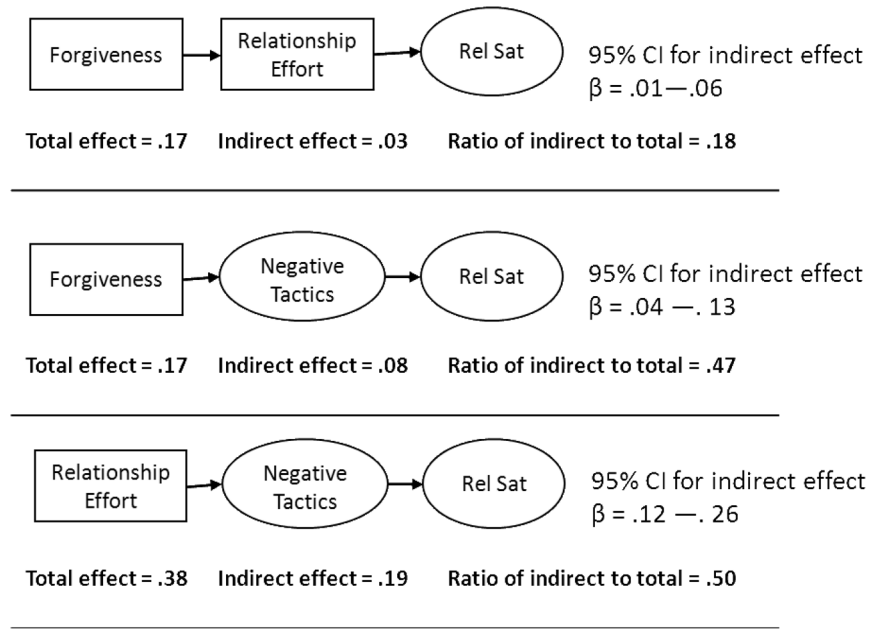 Forgiveness
Relationship
Effort
Rel Sat
95% CI for indirect effect
β = .01—.06
Total effect = .17 Indirect effect = .03 Ratio of indirect to total = .18
Forgiveness
Negative
Tactics
Rel Sat
95% CI for indirect effect
β = .04 —. 13
Total effect = .17 Indirect effect = .08 Ratio of indirect to total = .47
Relationship
Effort
Negative
Tactics
Rel Sat
95% CI for indirect effect
β = .12 —. 26
Total effect = .38 Indirect effect = .19 Ratio of indirect to total = .50